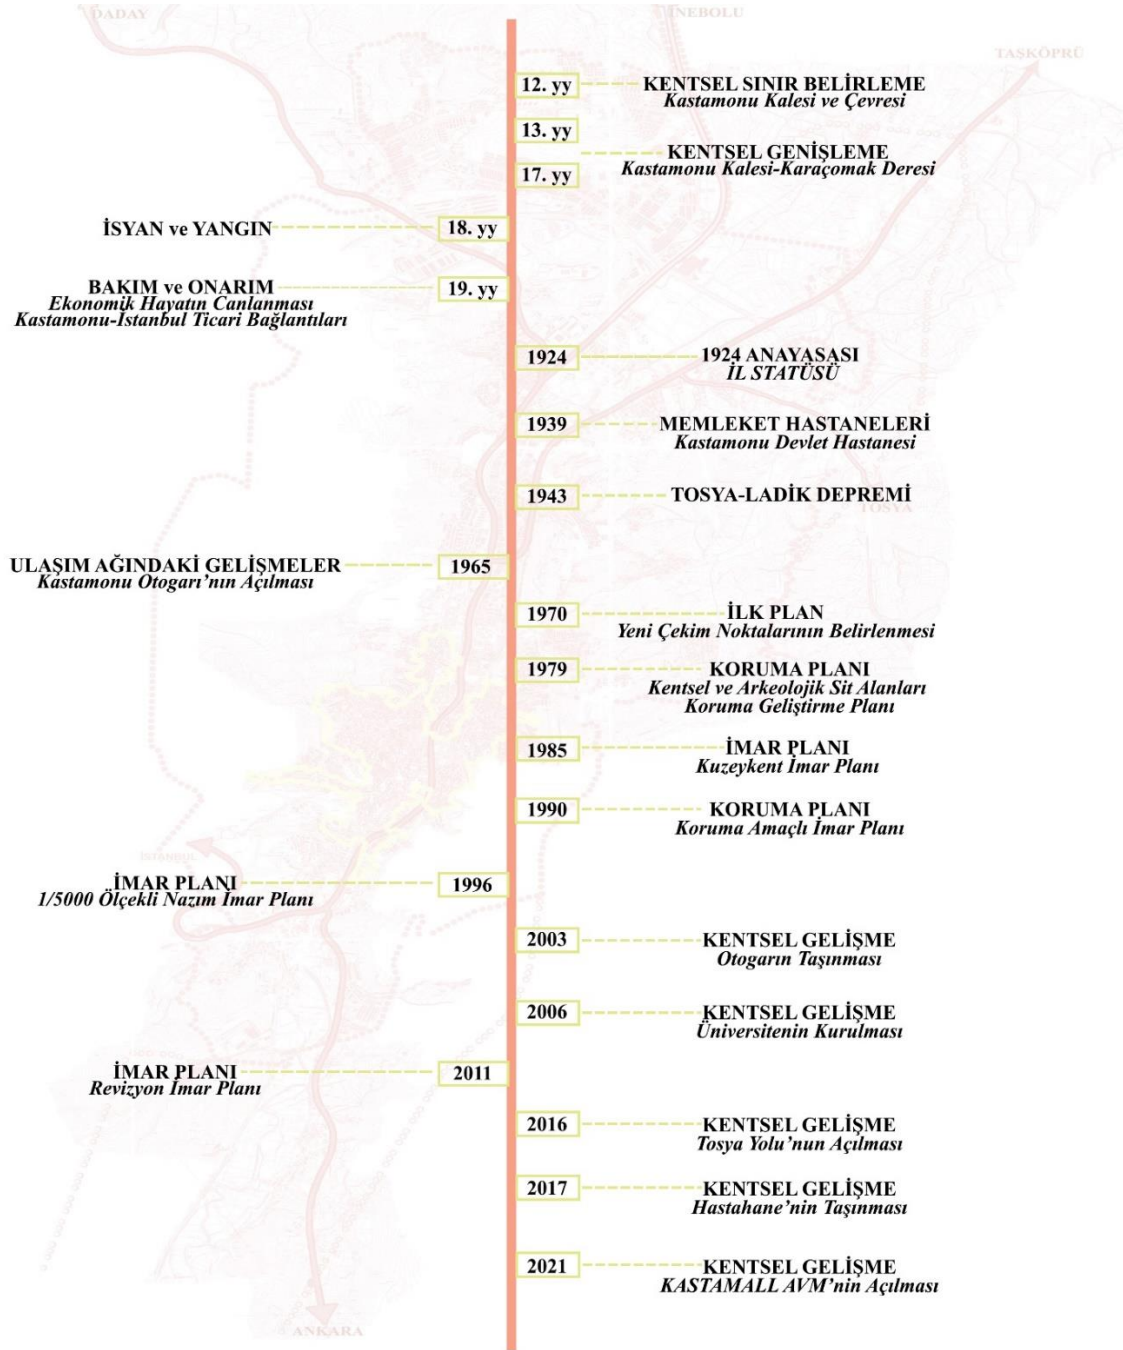 DADAY
İNEBOLU
TAŞKÖPRÜ
12. yy
KENTSEL SINIR BELİRLEME
Kastamonu Kalesi ve Çevresi
13. yy
KENTSEL GENİŞLEME
Kastamonu Kalesi-Karaçomak Deresi
17. yy
İSYAN ve YANGIN
18. yy
BAKIM ve ONARIM
Ekonomik Hayatın Canlanması
Kastamonu-İstanbul Ticari Bağlantıları
19. yy
1924
1924 ANAYASASI
İL STATÜSÜ
1939
MEMLEKET HASTANELERİ
Kastamonu Devlet Hastanesi
1943
TOSYA-LADİK DEPREMİ
TOSYA
ULAŞIM AĞINDAKİ GELİŞMELER
Kastamonu Otogarı’nın Açılması
1965
1970
İLK PLAN
Yeni Çekim Noktalarının Belirlenmesi
1979
KORUMA PLANI
Kentsel ve Arkeolojik Sit Alanları
Koruma Geliştirme Planı
1985
İMAR PLANI
Kuzeykent İmar Planı
1990
KORUMA PLANI
Koruma Amaçlı İmar Planı
İSTANBUL
İMAR PLANI
1/5000 Ölçekli Nazım İmar Planı
1996
2003
KENTSEL GELİŞME
Otogarın Taşınması
2006
KENTSEL GELİŞME
Üniversitenin Kurulması
İMAR PLANI
Revizyon İmar Planı
2011
2016
KENTSEL GELİŞME
Tosya Yolu’nun Açılması
2017
KENTSEL GELİŞME
Hastahane’nin Taşınması
2021
KENTSEL GELİŞME
KASTAMALL AVM’nin Açılması
ANKARA